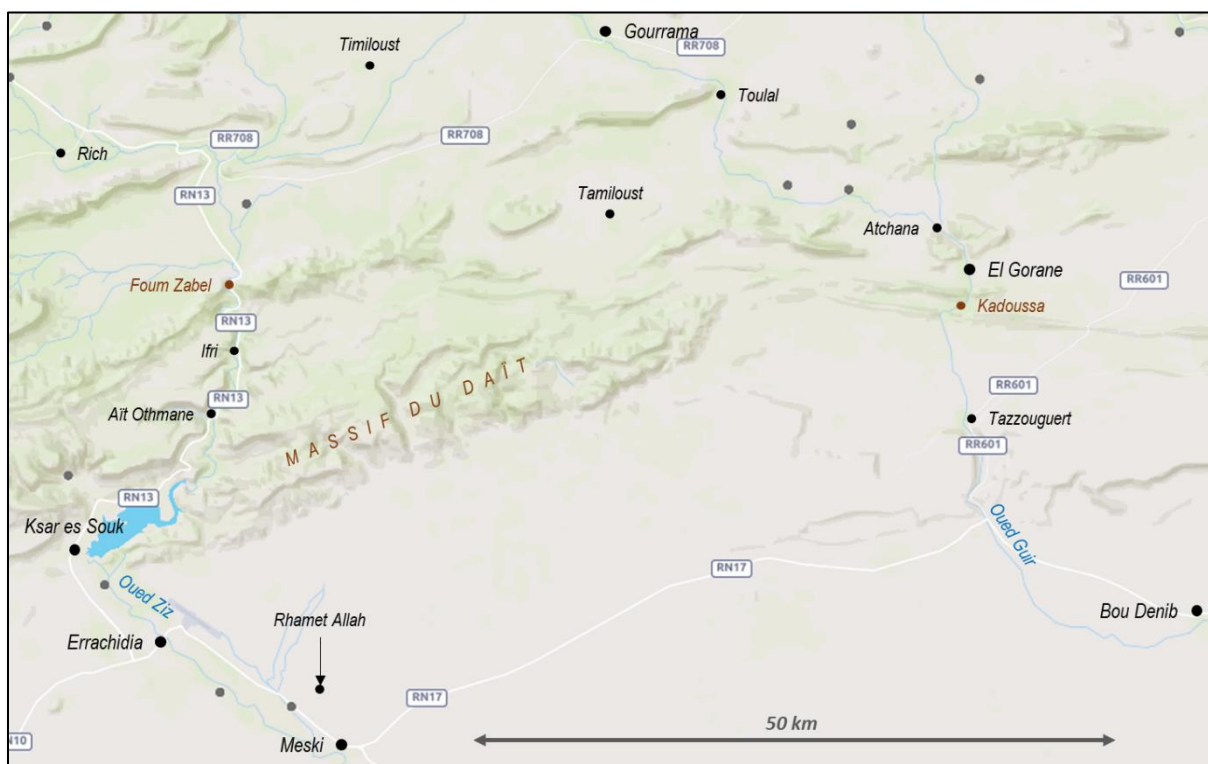 Gourrama
RR708
Timiloust
Toulal
RR708
RR708
Rich
RN13
Tamiloust
Atchana
El Gorane
RR601
Foum Zabel
Kadoussa
RN13
Ifri
MASSIF DU DAÏT
RR601
RN13
Aït Othmane
Tazzouguert
RR601
RN13
Ksar es Souk
Oued Guir
RN17
Oued Ziz
Bou Denib
Rhamet Allah
Errachidia
RN17
50 km
N10
Meski